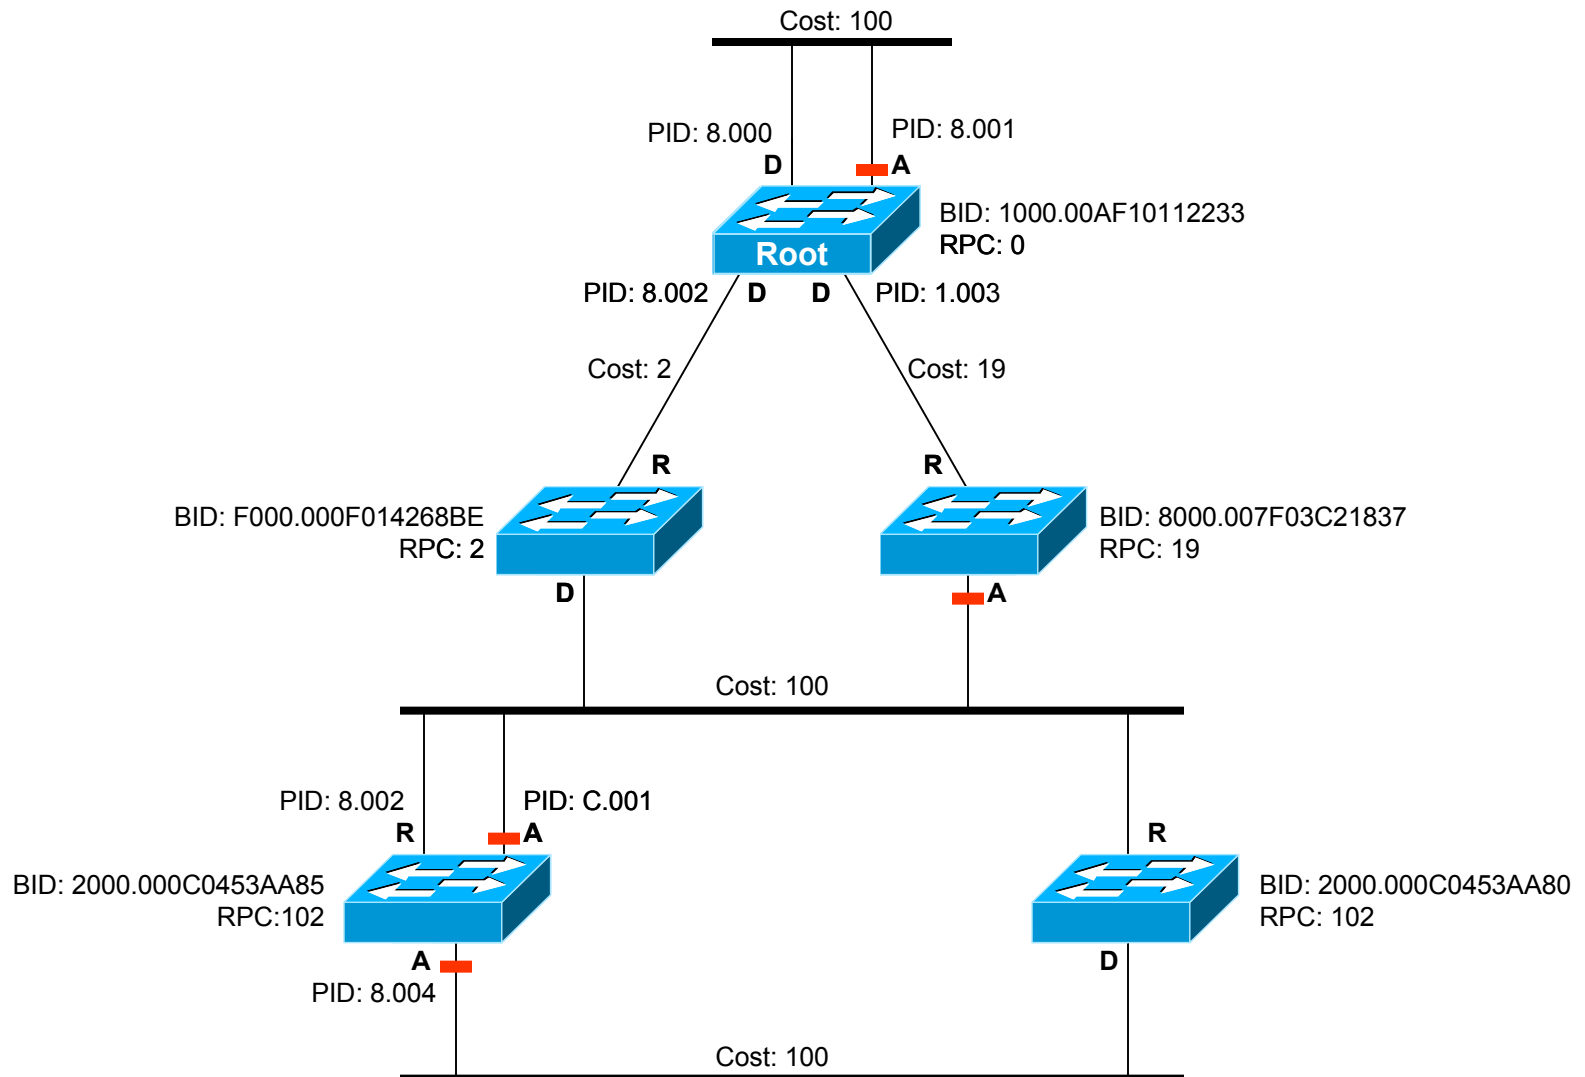 Cost: 100
PID: 8.000
PID: 8.001
D
A
BID: 1000.00AF10112233
RPC: 0
Root
PID: 8.002
D
D
PID: 1.003
Cost: 2
Cost: 19
R
R
BID: F000.000F014268BE
RPC: 2
BID: 8000.007F03C21837
RPC: 19
D
A
Cost: 100
PID: 8.002
PID: C.001
R
A
R
BID: 2000.000C0453AA85
RPC:102
BID: 2000.000C0453AA80
RPC: 102
A
D
PID: 8.004
Cost: 100